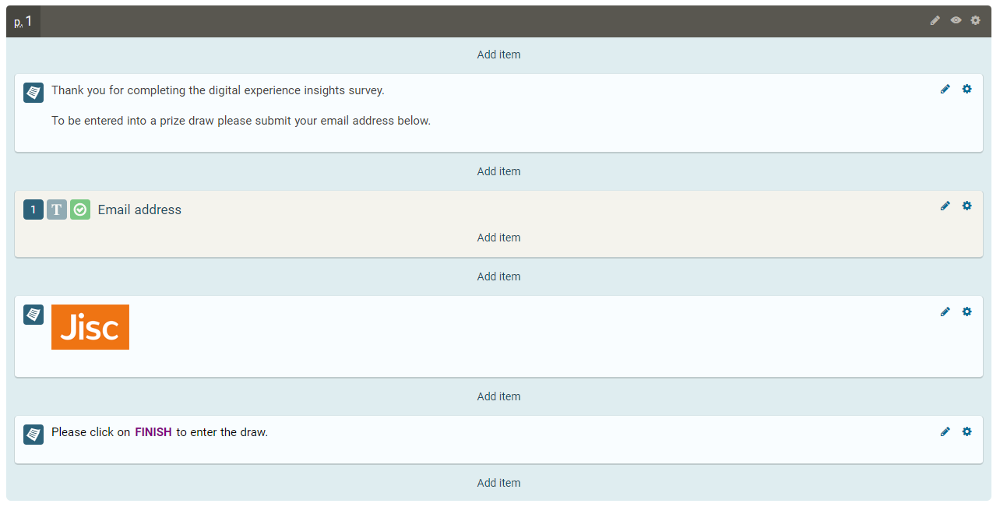 p.1
Add item
Thank you for completing the digital experience insights survey.
To be entered into a prize draw please submit your email address below.
Add item
1 T Email address
Add item
Add item
Jisc
Add item
Please click on FINISH to enter the draw.
Add item